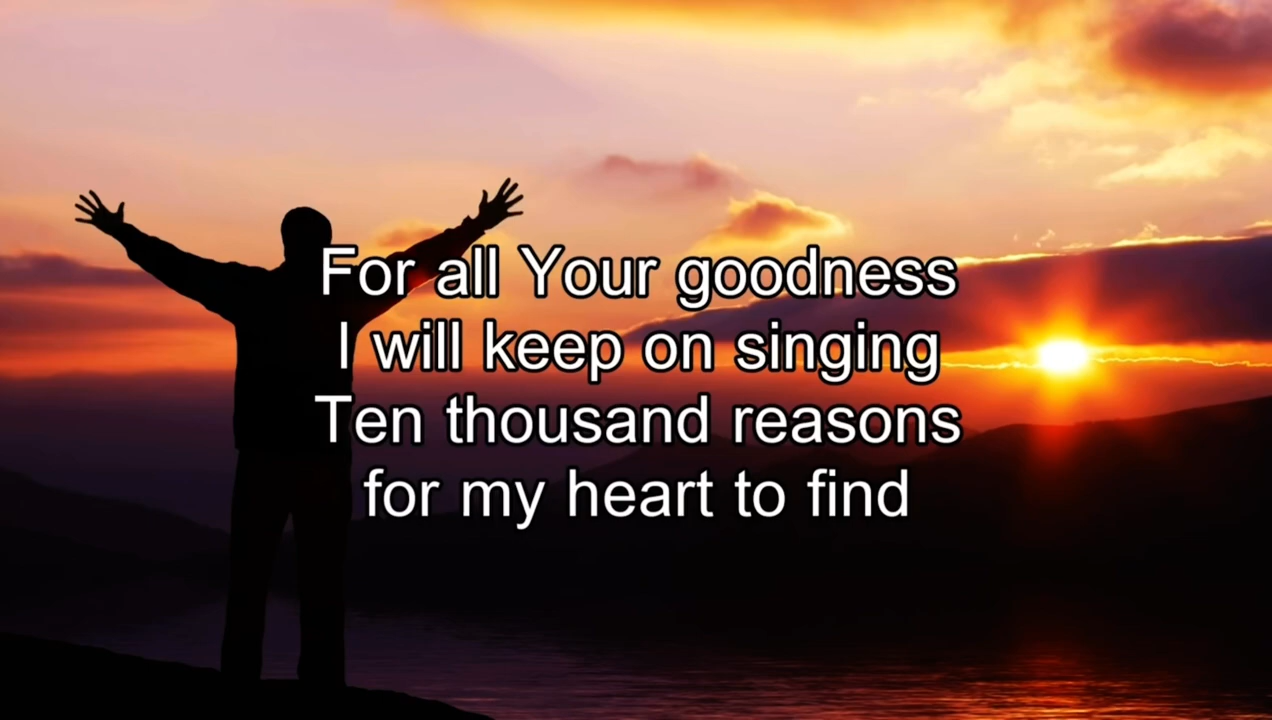 For all Your goodness
I will keep on singing
Ten thousand reasons
for my heart to find